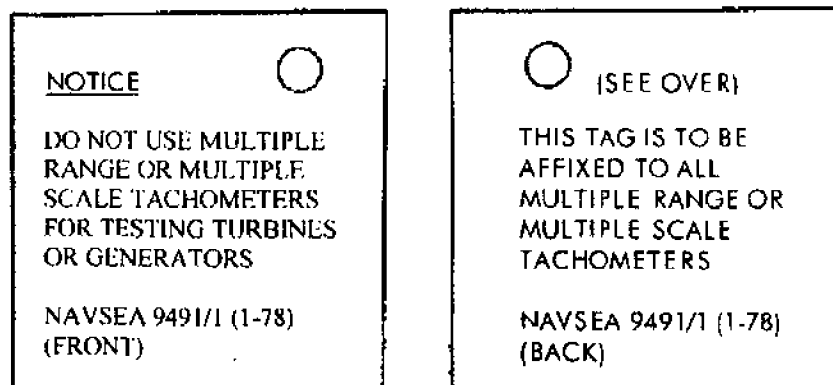 NOTICE
DO NOT USE MULTIPLE
RANGE OR MULTIPLE
SCALE TACHOMETERS
FOR TESTING TURBINES
OR GENERATORS
NAVSEA 9491/1 (1-78)
(FRONT)
(SEE OVER)
THIS TAG IS TO BE
AFFIXED TO ALL
MULTIPLE RANGE OR
MULTIPLE SCALE
TACHOMETERS
NAVSEA 9491/1 (1-78)
(BACK)